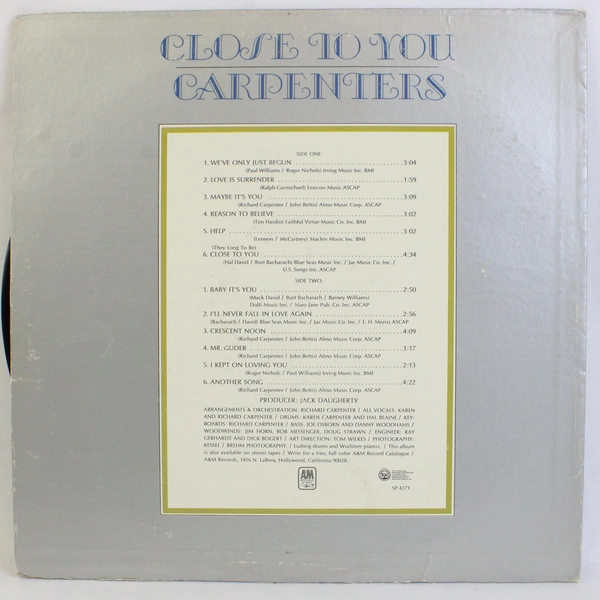 CLOSE TO YOU
CARPENTERS
SIDE ONE:
1. WE'VE ONLY JUST BEGUN 3:04
(Paul Williams / Roger Nichols) Irving Music Inc. BMI
2. LOVE IS SURRENDER 1:59
(Ralph Carmichael) Lexicon Music ASCAP
3. MAYBE IT'S YOU 3:09
(Richard Carpenter / John Bettis) Almo Music Corp. ASCAP
4. REASON TO BELIEVE 3:02
(Tim Hardin) Faithful Virtue Music Co. Inc. BMI
5. HELP 3:02
(Lennon / McCartney) Maclen Music Inc. BMI
(They Long To Be)
6. CLOSE TO YOU 4:34
(Hal David / Burt Bacharach) Blue Seas Music Inc. / Jac Music Co. Inc. /
U.S. Songs Inc. ASCAP
SIDE TWO:
1. BABY IT'S YOU 2:50
(Mack David / Burt Bacharach / Barney Williams)
Dolfi Music Inc. / Mary Jane Pub. Co. Inc. ASCAP
2. I'LL NEVER FALL IN LOVE AGAIN 2:56
(Bacharach / David) Blue Seas Music Inc. / Jac Music Co. Inc. / E. H. Morris ASCAP
3. CRESCENT NOON 4:09
(Richard Carpenter / John Bettis) Almo Music Corp. ASCAP
4. MR. GUDER 3:17
(Richard Carpenter / John Bettis) Almo Music Corp. ASCAP
5. I KEPT ON LOVING YOU 2:13
(Roger Nichols / Paul Williams) Irving Music Inc. BMI
6. ANOTHER SONG 4:22
(Richard Carpenter / John Bettis) Almo Music Corp. ASCAP
PRODUCER: JACK DAUGHERTY
ARRANGEMENTS & ORCHESTRATION: RICHARD CARPENTER / ALL VOCALS: KAREN
AND RICHARD CARPENTER / DRUMS: KAREN CARPENTER AND HAL BLAINE / KEY-
BOARDS: RICHARD CARPENTER / BASS: JOE OSBORN AND DANNY WOODHAMS /
WOODWINDS: JIM HORN, BOB MESSENGER, DOUG STRAWN / ENGINEER: RAY
GERHARDT AND DICK BOGERT / ART DIRECTION: TOM WILKES / PHOTOGRAPHY:
KESSEL / BREHM PHOTOGRAPHY. / Ludwig drums and Wurlitzer pianos / This album
is also available on stereo tapes / Write for a free, full color A&M Record Catalogue /
A&M Records, 1416 N. LaBrea, Hollywood, California 90028
A&M
SP 4271